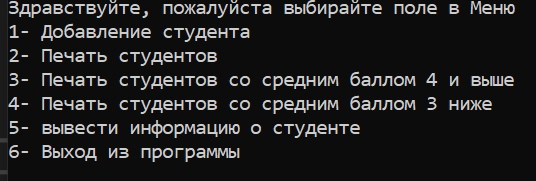 Здравствуйте, пожалуйста выбирайте поле в Меню
1- Добавление студента
2- Печать студентов
3- Печать студентов со средним баллом 4 и выше
4- Печать студентов со средним баллом 3 ниже
5- вывести информацию о студенте
6- Выход из программы